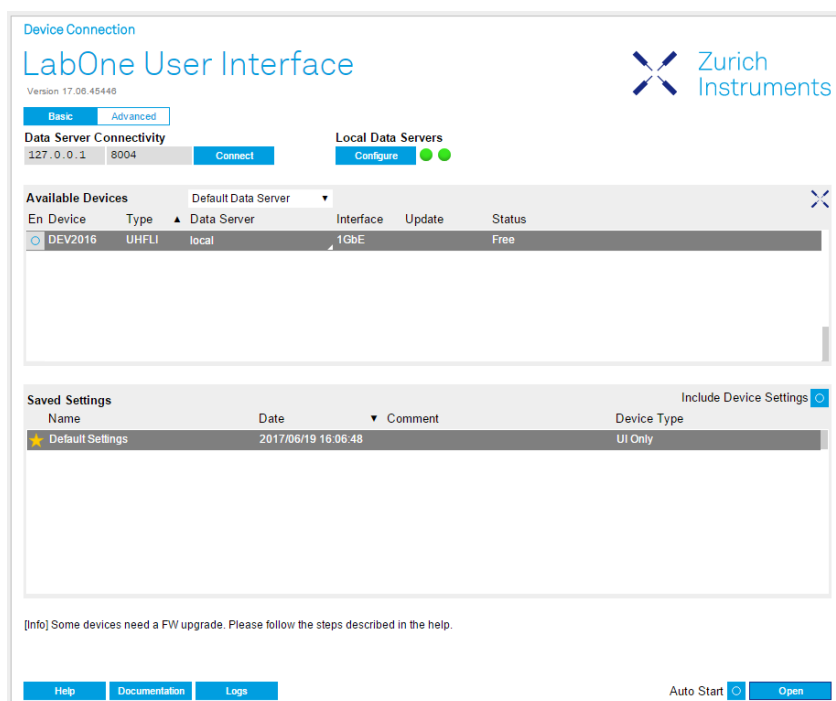 Device Connection
LabOne User Interface
Zurich
Instruments
Version 17.06.45446
Basic Advanced
Data Server Connectivity Local Data Servers
127.0.0.1 8004 Connect Configure
Available Devices Default Data Server ▼
En Device Type ▲ Data Server Interface Update Status
DEV2016 UHFLI local 1GbE Free
Saved Settings Include Device Settings
Name Date ▼ Comment Device Type
Default Settings 2017/06/19 16:06:48 UI Only
[Info] Some devices need a FW upgrade. Please follow the steps described in the help.
Help Documentation Logs Auto Start Open